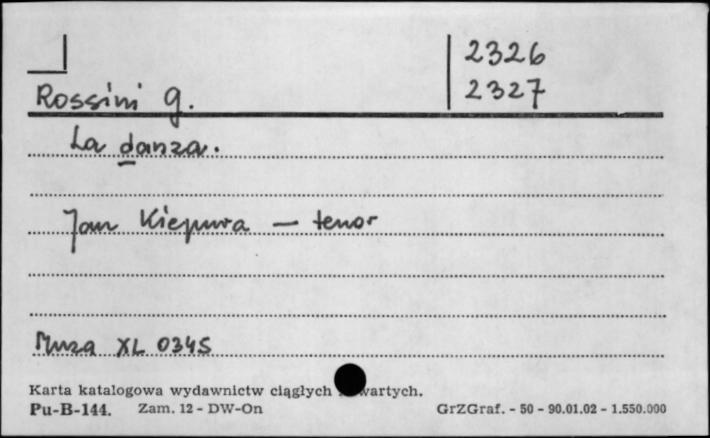 2326
2327
Rossini G.
La danza.
Jan Kiepura — tenor
Muza XL 0345
Karta katalogowa wydawnictw ciągłych wartych.
Pu-B-144. Zam. 12 - DW-On GrZGraf. - 50 - 90.01.02 - 1.550.000